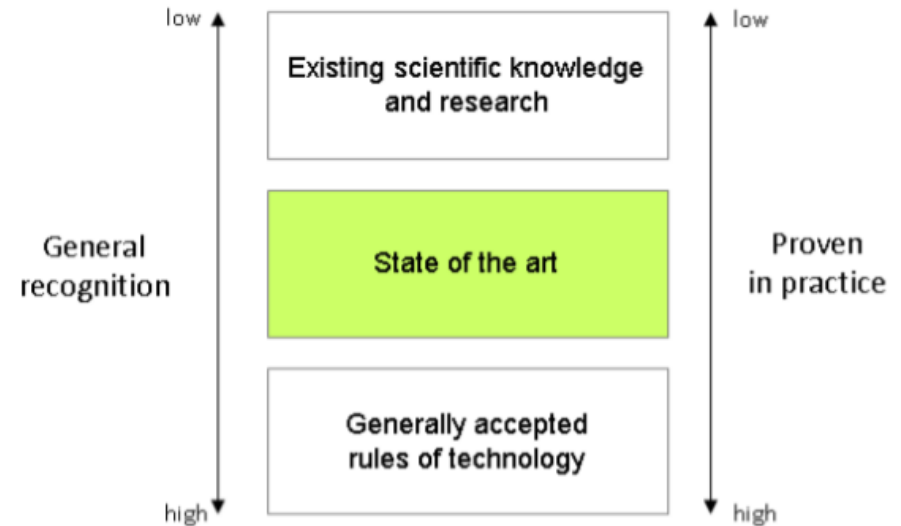 low
low
Existing scientific knowledge
and research
General
recognition
State of the art
Proven
in practice
Generally accepted
rules of technology
high
high